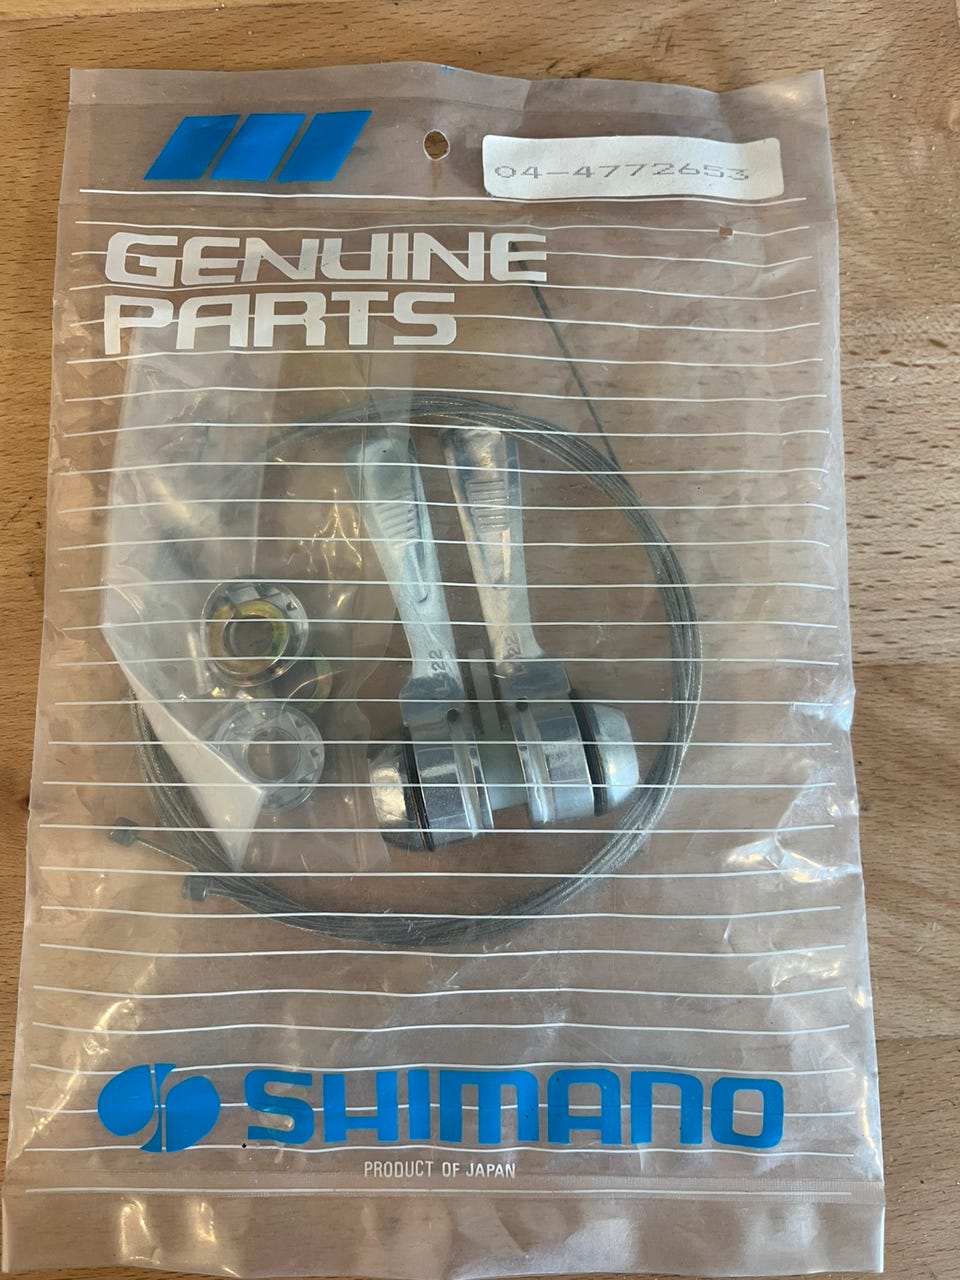 04-4772653
GENUINE
PARTS
SHIMANO
PRODUCT OF JAPAN